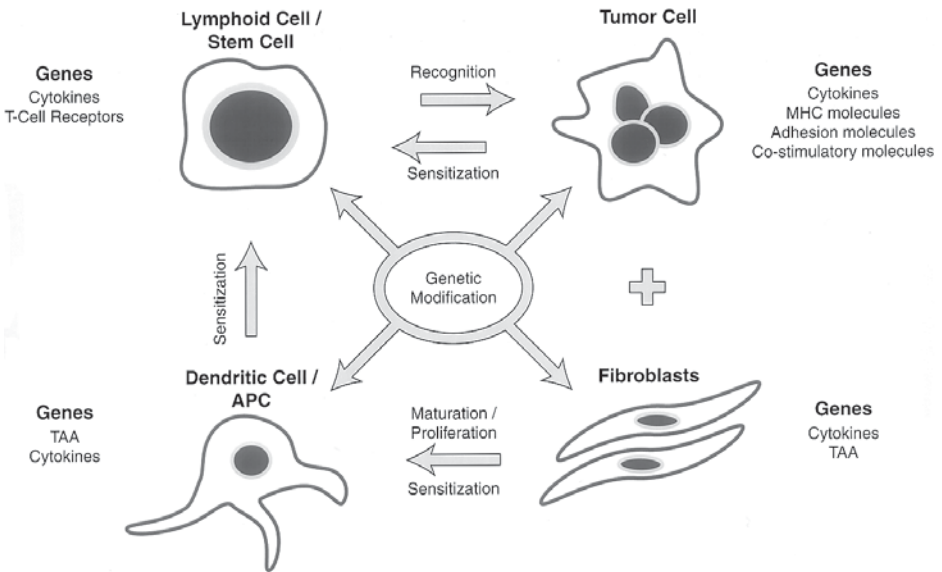 Lymphoid Cell /
Stem Cell
Tumor Cell
Genes
Cytokines
T-Cell Receptors
Recognition
Sensitization
Genes
Cytokines
MHC molecules
Adhesion molecules
Co-stimulatory molecules
Sensitization
Genetic
Modification
Dendritic Cell /
APC
Fibroblasts
Genes
TAA
Cytokines
Maturation /
Proliferation
Sensitization
Genes
Cytokines
TAA